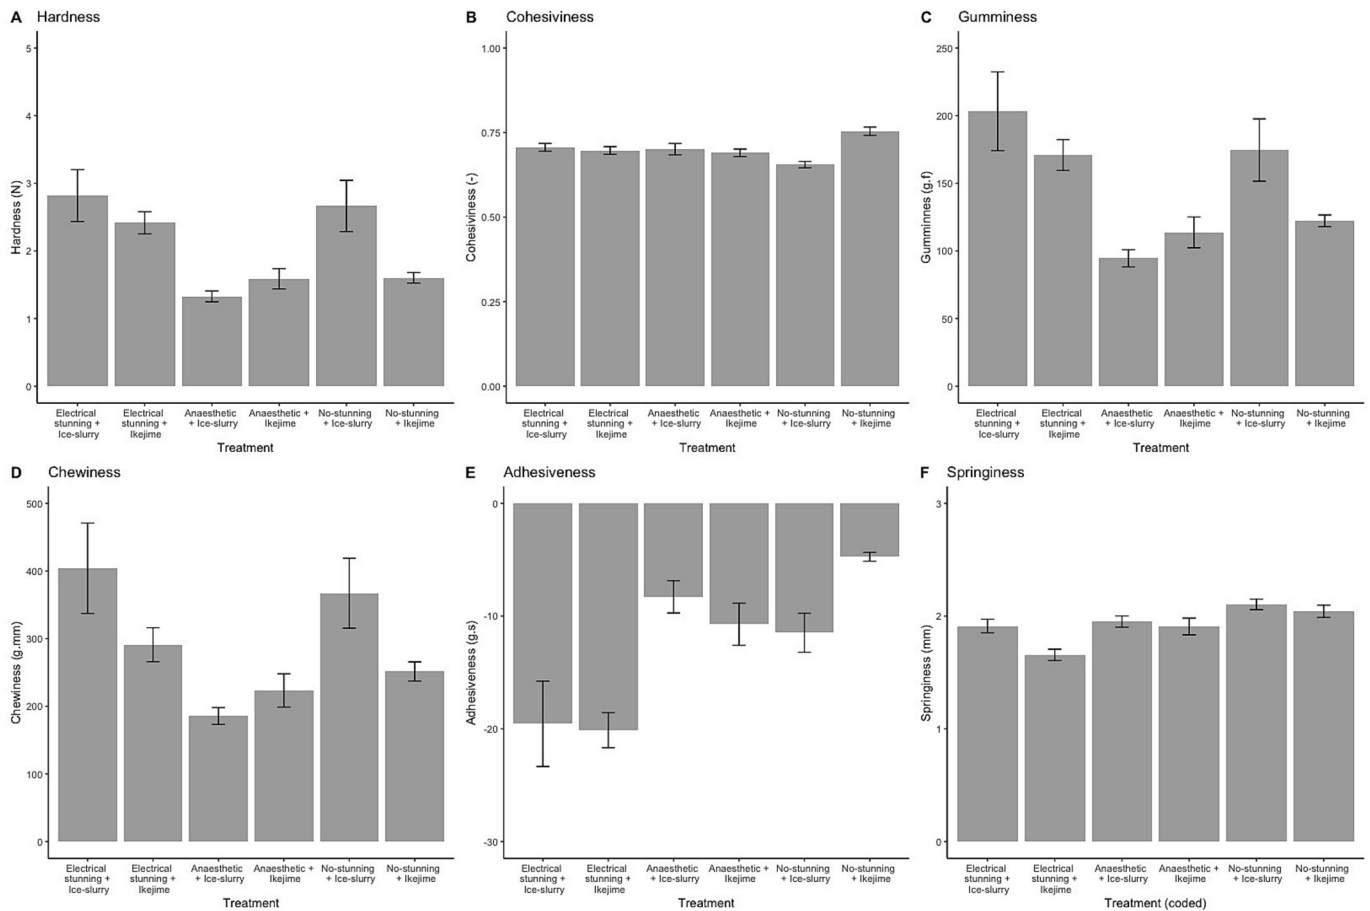 A Hardness
5
4
3
2
1
0
Hardness (N)
Electrical
stunning +
Ice-slurry
Electrical
stunning +
Ikejime
Anaesthetic
+ Ice-slurry
Anaesthetic +
Ikejime
No-stunning
+ Ice-slurry
No-stunning
+ Ikejime
Treatment
B Cohesiviness
1.00
0.75
0.50
0.25
0.00
Cohesiviness (-)
Electrical
stunning +
Ice-slurry
Electrical
stunning +
Ikejime
Anaesthetic
+ Ice-slurry
Anaesthetic +
Ikejime
No-stunning
+ Ice-slurry
No-stunning
+ Ikejime
Treatment
C Gumminess
250
200
150
100
50
0
Gumminnes (g.f)
Electrical
stunning +
Ice-slurry
Electrical
stunning +
Ikejime
Anaesthetic
+ Ice-slurry
Anaesthetic +
Ikejime
No-stunning
+ Ice-slurry
No-stunning
+ Ikejime
Treatment
D Chewiness
500
400
300
200
100
0
Chewiness (g.mm)
Electrical
stunning +
Ice-slurry
Electrical
stunning +
Ikejime
Anaesthetic
+ Ice-slurry
Anaesthetic +
Ikejime
No-stunning
+ Ice-slurry
No-stunning
+ Ikejime
Treatment
E Adhesiveness
0
-10
-20
-30
Adhesiveness (g.s)
Electrical
stunning +
Ice-slurry
Electrical
stunning +
Ikejime
Anaesthetic
+ Ice-slurry
Anaesthetic +
Ikejime
No-stunning
+ Ice-slurry
No-stunning
+ Ikejime
Treatment
F Springiness
3
2
1
0
Springiness (mm)
Electrical
stunning +
Ice-slurry
Electrical
stunning +
Ikejime
Anaesthetic
+ Ice-slurry
Anaesthetic +
Ikejime
No-stunning
+ Ice-slurry
No-stunning
+ Ikejime
Treatment (coded)